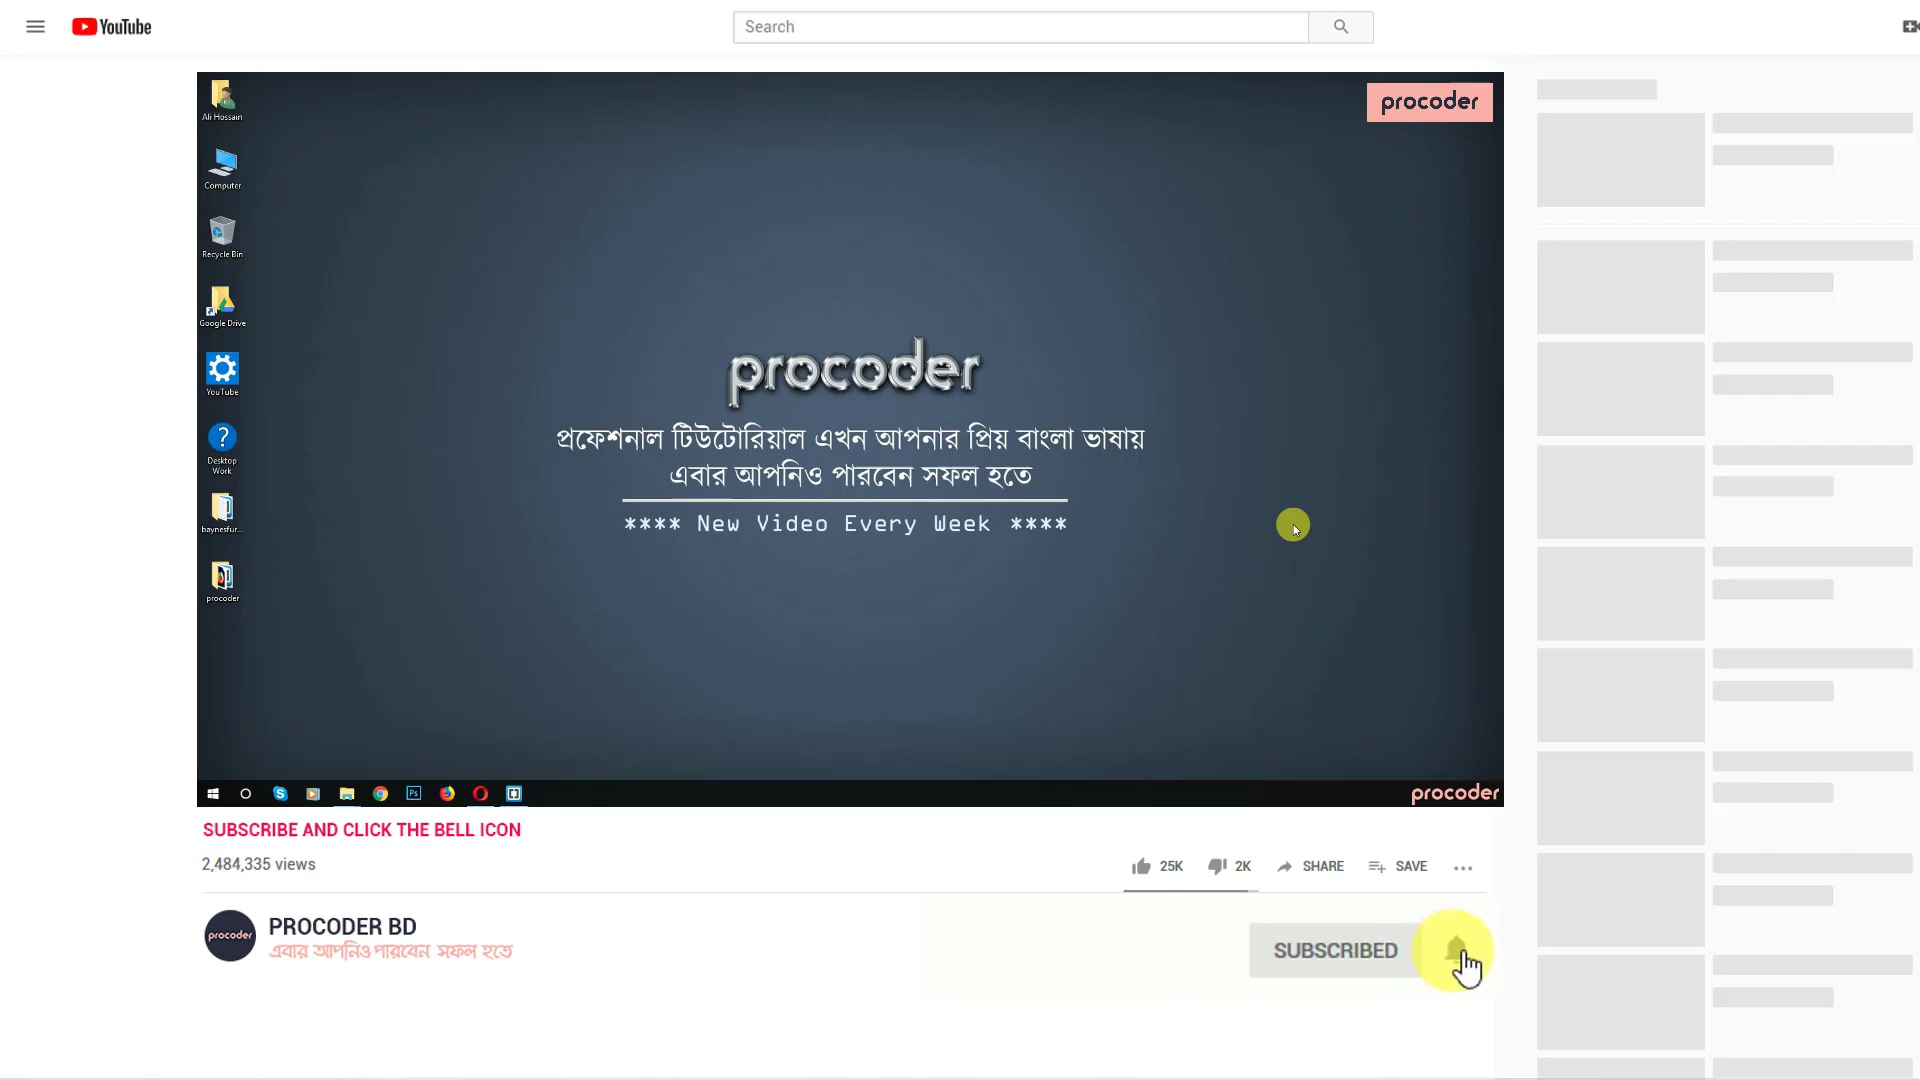 YouTube
Search
procoder
Ali Hossain
Computer
Recycle Bin
Google Drive
YouTube
Desktop
Work
baynesfur...
procoder
procoder
প্রফেশনাল টিউটোরিয়াল এখন আপনার প্রিয় বাংলা ভাষায়
এবার আপনিও পারবেন সফল হতে
**** New Video Every Week ****
Ps
procoder
SUBSCRIBE AND CLICK THE BELL ICON
2,484,335 views
25K
2K
SHARE
SAVE
procoder
PROCODER BD
এবার আপনিও পারবেন সফল হতে
SUBSCRIBED